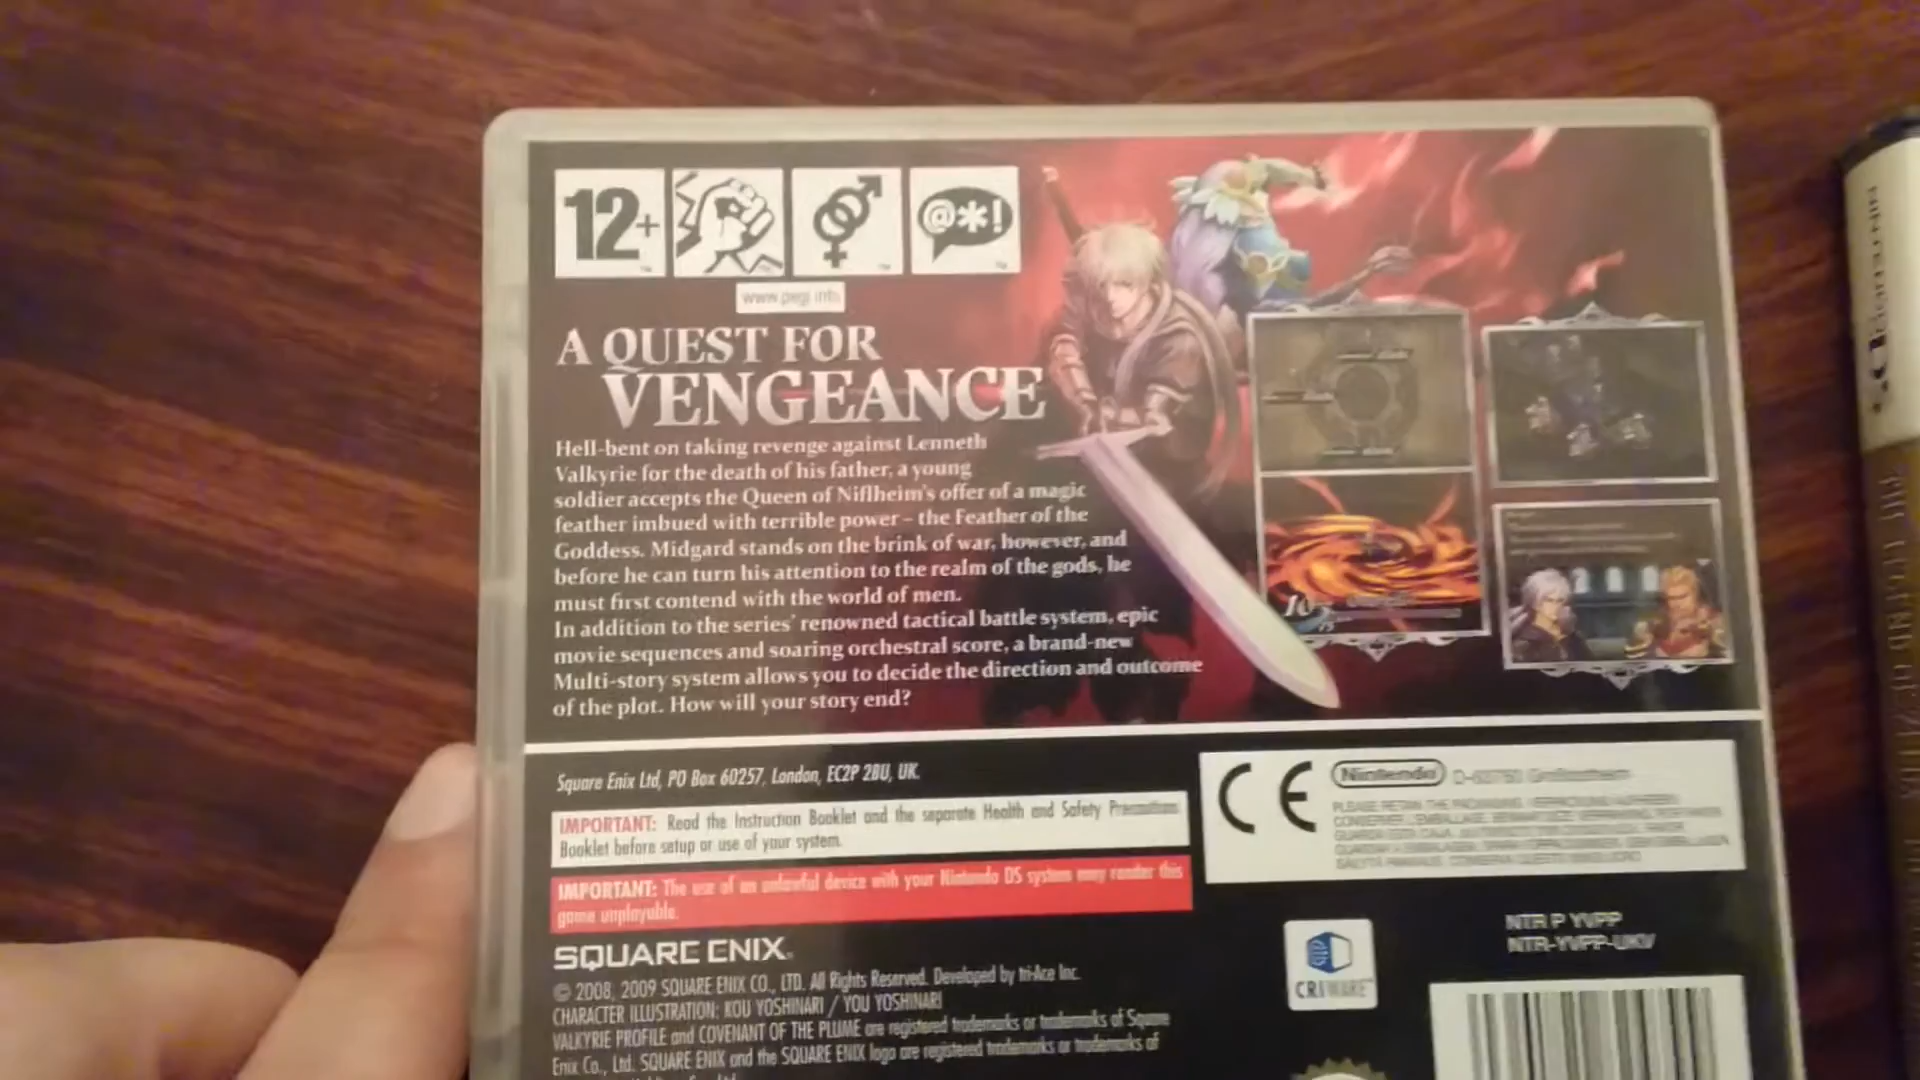 12+
@*!
www.pegi.info
A QUEST FOR
VENGEANCE
Hell-bent on taking revenge against Lenneth
Valkyrie for the death of his father, a young
soldier accepts the Queen of Niflheim's offer of a magic
feather imbued with terrible power – the Feather of the
Goddess. Midgard stands on the brink of war, however, and
before he can turn his attention to the realm of the gods, he
must first contend with the world of men.
In addition to the series' renowned tactical battle system, epic
movie sequences and soaring orchestral score, a brand-new
Multi-story system allows you to decide the direction and outcome
of the plot. How will your story end?
Square Enix Ltd, PO Box 60257, London, EC2P 2BU, UK.
IMPORTANT: Read the Instruction Booklet and the separate Health and Safety Precautions
Booklet before setup or use of your system.
IMPORTANT: The use of an unlawful device with your Nintendo DS system may render this
game unplayable.
CE
Nintendo
PLEASE RETAIN THE PACKAGING.
SQUARE ENIX.
© 2008, 2009 SQUARE ENIX CO., LTD. All Rights Reserved. Developed by tri-Ace Inc.
CHARACTER ILLUSTRATION: KOU YOSHINARI / YOU YOSHINARI
VALKYRIE PROFILE and COVENANT OF THE PLUME are registered trademarks or trademarks of Square
Enix Co., Ltd. SQUARE ENIX and the SQUARE ENIX logo are registered trademarks or trademarks of
CRIWARE
NTR P YVPP
NTR-YVPP-UKV
Nintendo